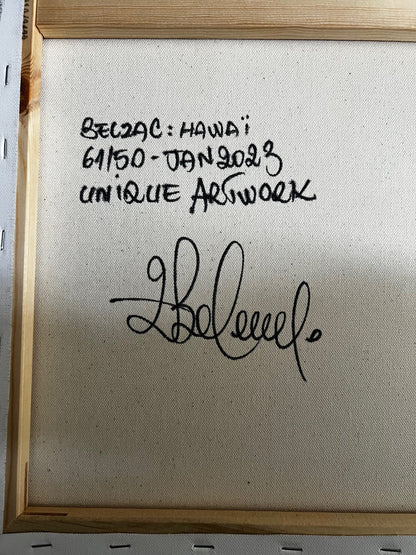 BELZAC: HAWAÏ
61/50-JAN 2023
UNIQUE ARTWORK